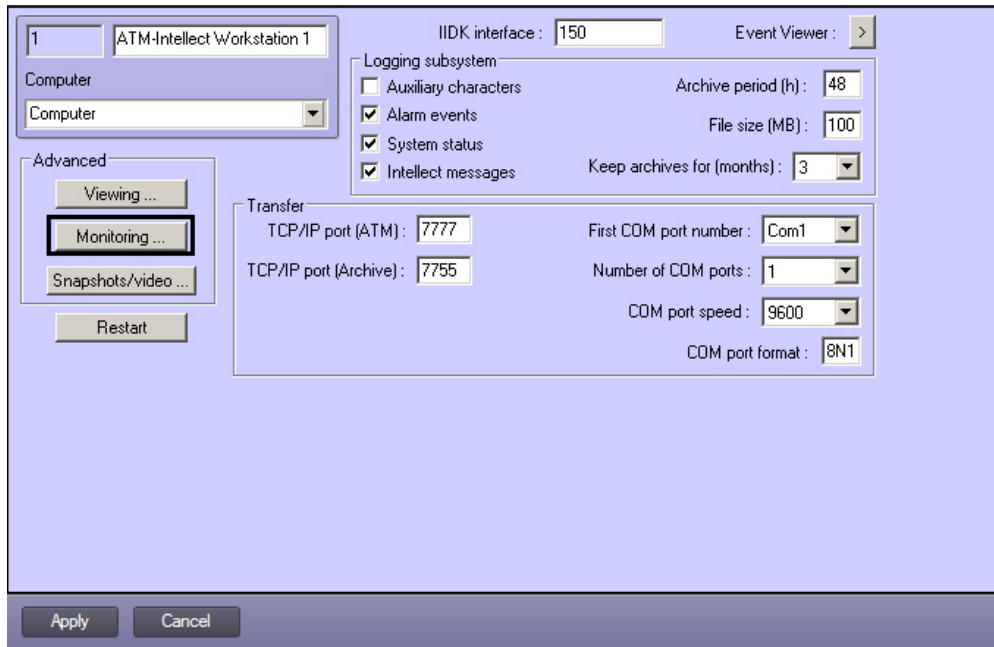 1
ATM-Intellect Workstation 1
Computer
Computer
IIDK interface : 150
Event Viewer : >
Logging subsystem
Auxiliary characters
Alarm events
System status
Intellect messages
Archive period (h) : 48
File size (MB) : 100
Keep archives for (months) : 3
Advanced
Viewing ...
Monitoring ...
Snapshots/video ...
Restart
Transfer
TCP/IP port (ATM) : 7777
TCP/IP port (Archive) : 7755
First COM port number : Com1
Number of COM ports : 1
COM port speed : 9600
COM port format : 8N1
Apply
Cancel